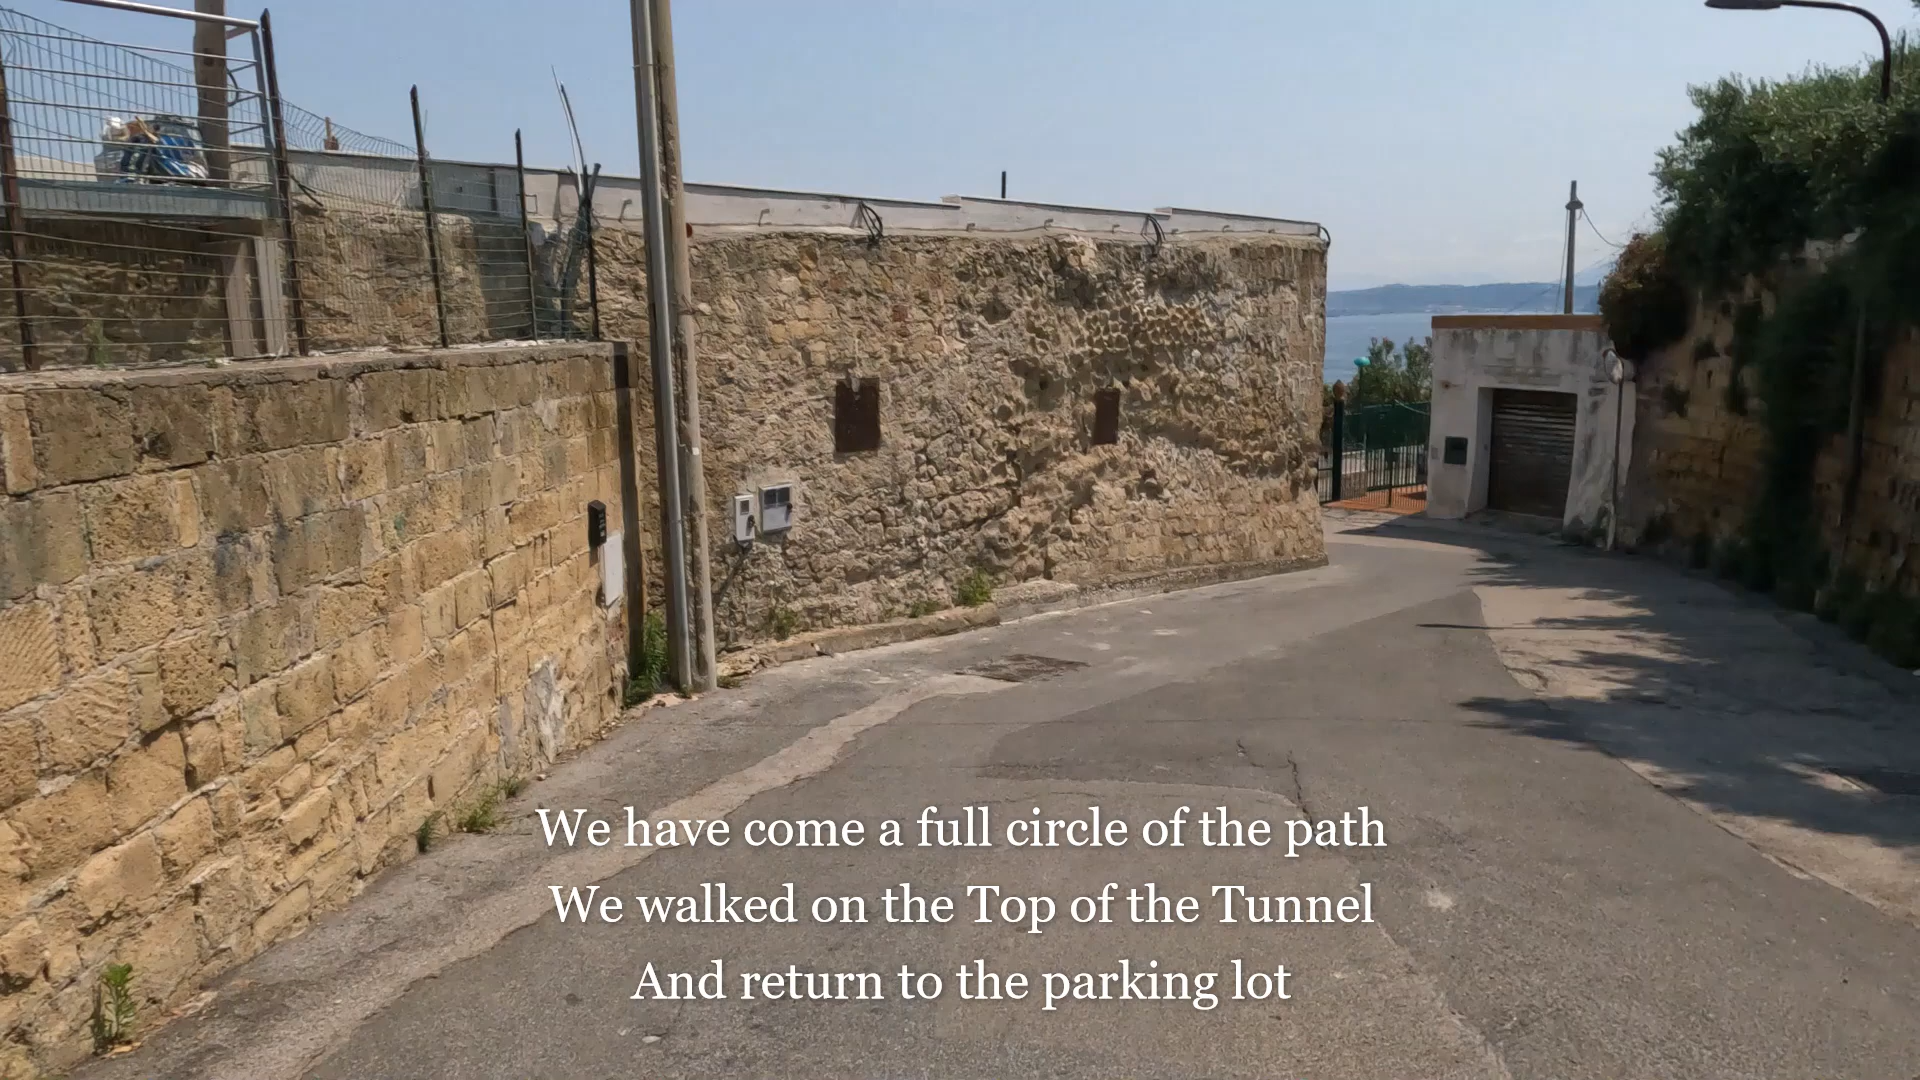 We have come a full circle of the path
We walked on the Top of the Tunnel
And return to the parking lot